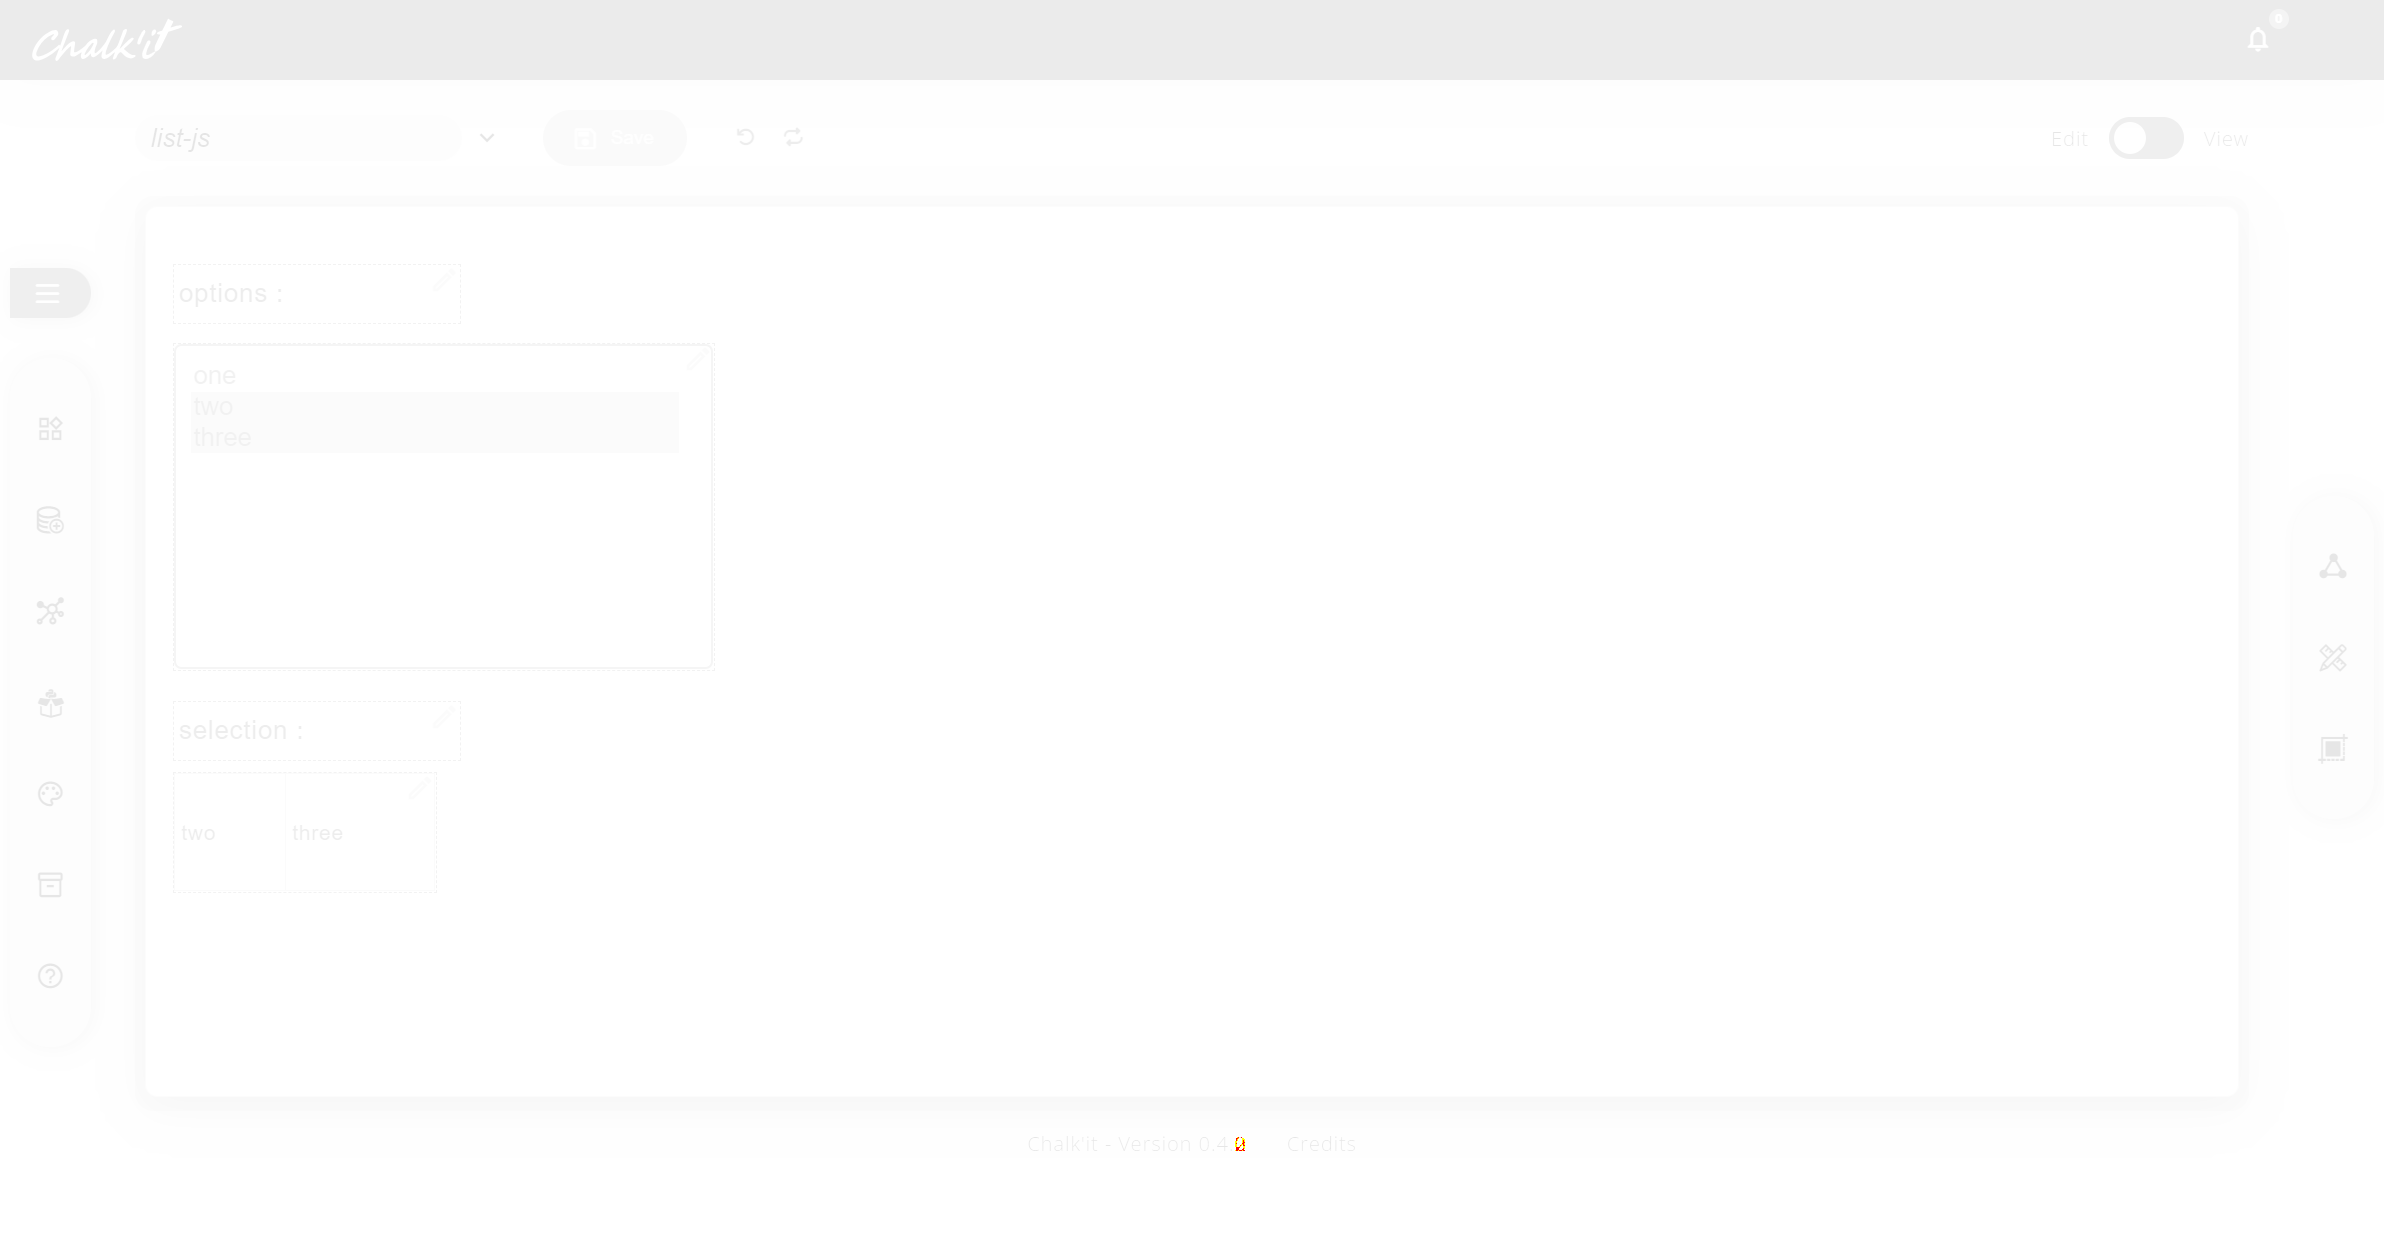 Chalk'it
0
list-js
Save
Edit
View
options :
one
two
three
selection :
two three
Chalk'it - Version 0.4.
Credits